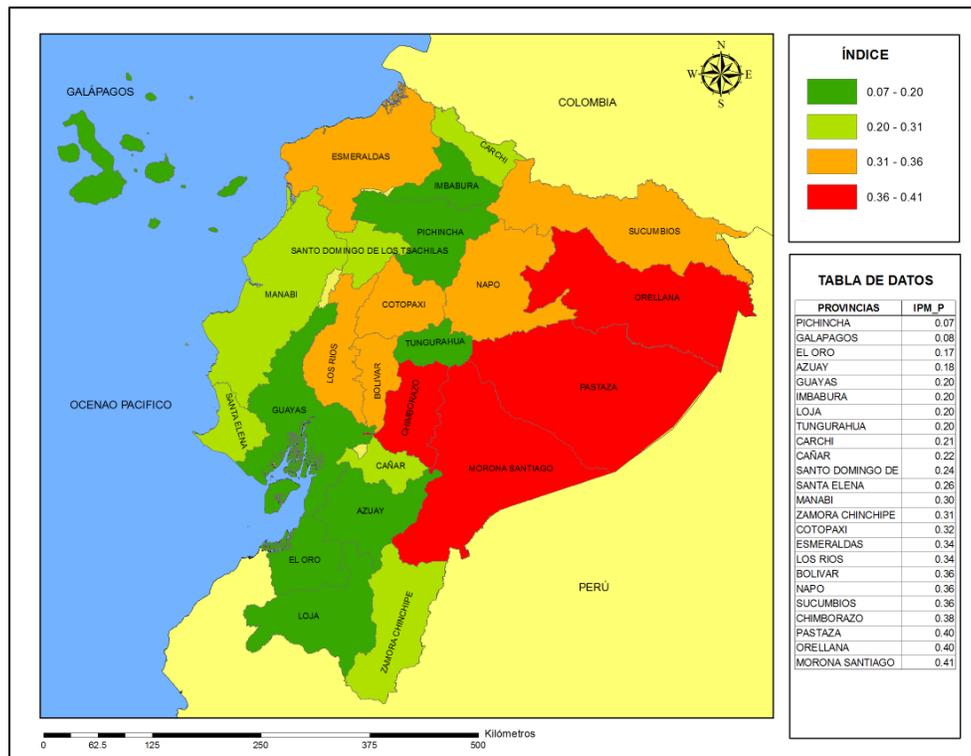 GALÁPAGOS
COLOMBIA
ESMERALDAS
CARCHI
IMBABURA
PICHINCHA
SUCUMBIOS
SANTO DOMINGO DE LOS TSACHILAS
MANABI
COTOPAXI
NAPO
ORELLANA
TUNGURAHUA
LOS RIOS
BOLIVAR
PASTAZA
OCENAO PACIFICO
SANTA ELENA
GUAYAS
CHIMBORAZO
CAÑAR
MORONA SANTIAGO
AZUAY
EL ORO
PERÚ
LOJA
ZAMORA CHINCHIPE
N
W E
S
0 62.5 125 250 375 500
Kilómetros
ÍNDICE
0.07 - 0.20
0.20 - 0.31
0.31 - 0.36
0.36 - 0.41
TABLA DE DATOS
PROVINCIAS IPM_P
PICHINCHA 0.07
GALAPAGOS 0.08
EL ORO 0.17
AZUAY 0.18
GUAYAS 0.20
IMBABURA 0.20
LOJA 0.20
TUNGURAHUA 0.20
CARCHI 0.21
CAÑAR 0.22
SANTO DOMINGO DE 0.24
SANTA ELENA 0.26
MANABI 0.30
ZAMORA CHINCHIPE 0.31
COTOPAXI 0.32
ESMERALDAS 0.34
LOS RIOS 0.34
BOLIVAR 0.36
NAPO 0.36
SUCUMBIOS 0.36
CHIMBORAZO 0.38
PASTAZA 0.40
ORELLANA 0.40
MORONA SANTIAGO 0.41